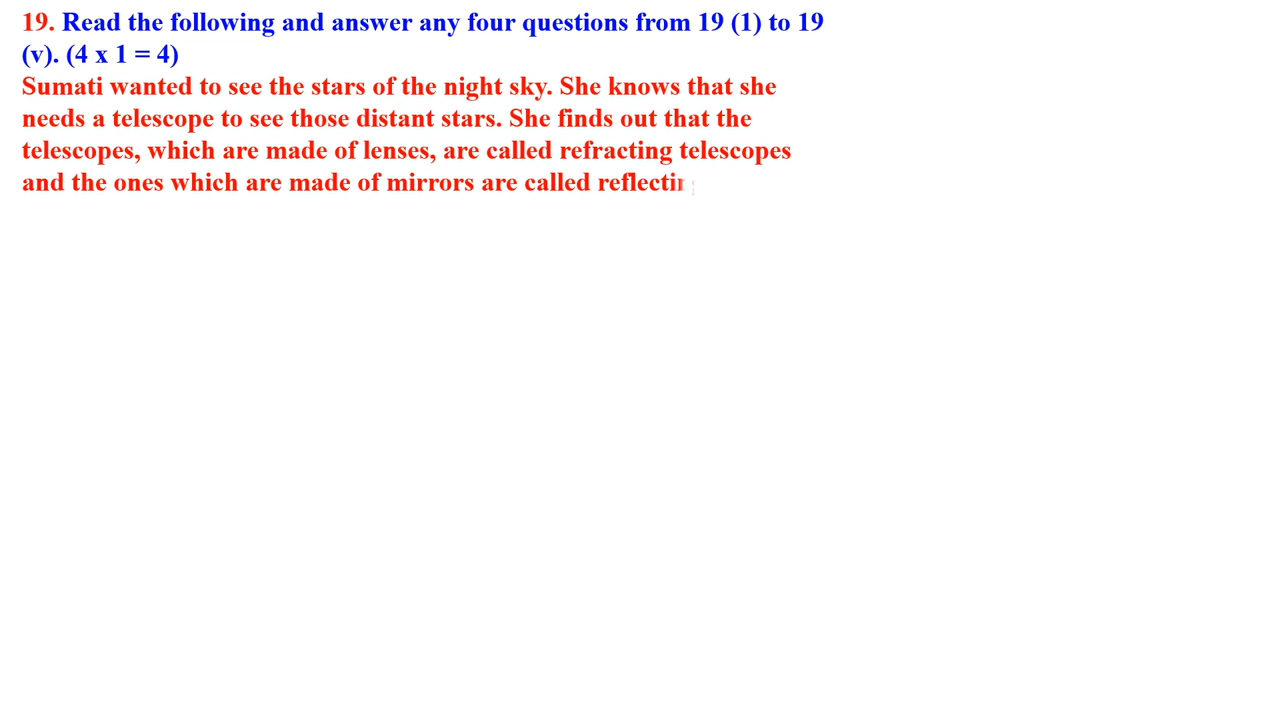 19. Read the following and answer any four questions from 19 (1) to 19
(v). (4 x 1 = 4)
Sumati wanted to see the stars of the night sky. She knows that she
needs a telescope to see those distant stars. She finds out that the
telescopes, which are made of lenses, are called refracting telescopes
and the ones which are made of mirrors are called